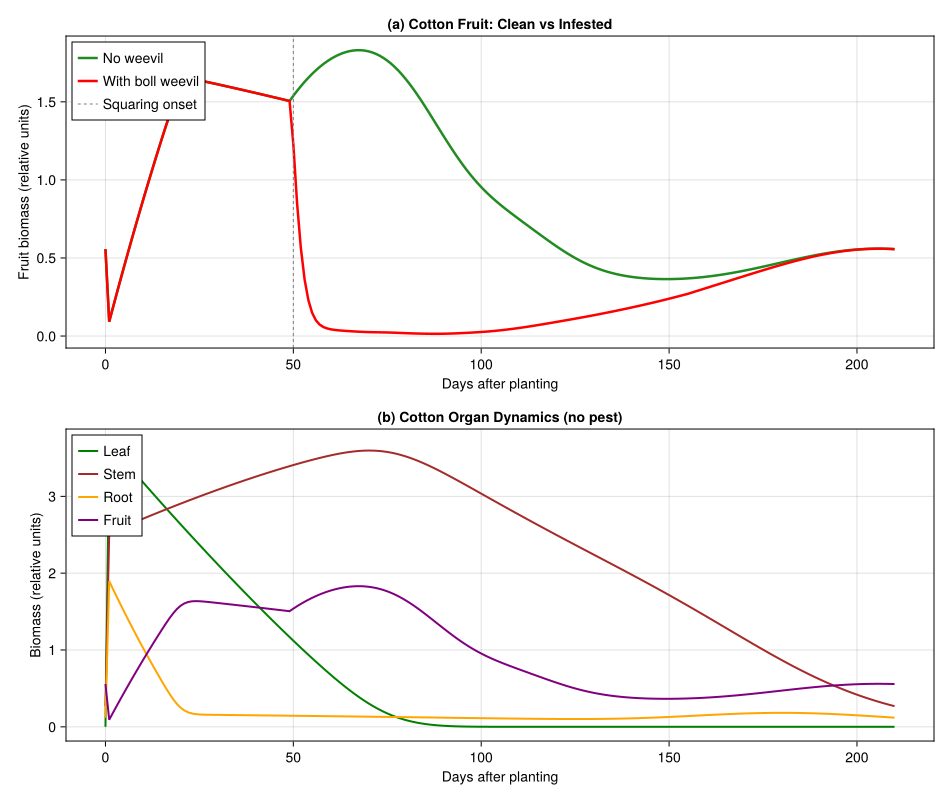 (a) Cotton Fruit: Clean vs Infested
No weevil
With boll weevil
Squaring onset
Fruit biomass (relative units)
1.5
1.0
0.5
0.0
0 50 100 150 200
Days after planting
(b) Cotton Organ Dynamics (no pest)
Leaf
Stem
Root
Fruit
Biomass (relative units)
3
2
1
0
0 50 100 150 200
Days after planting